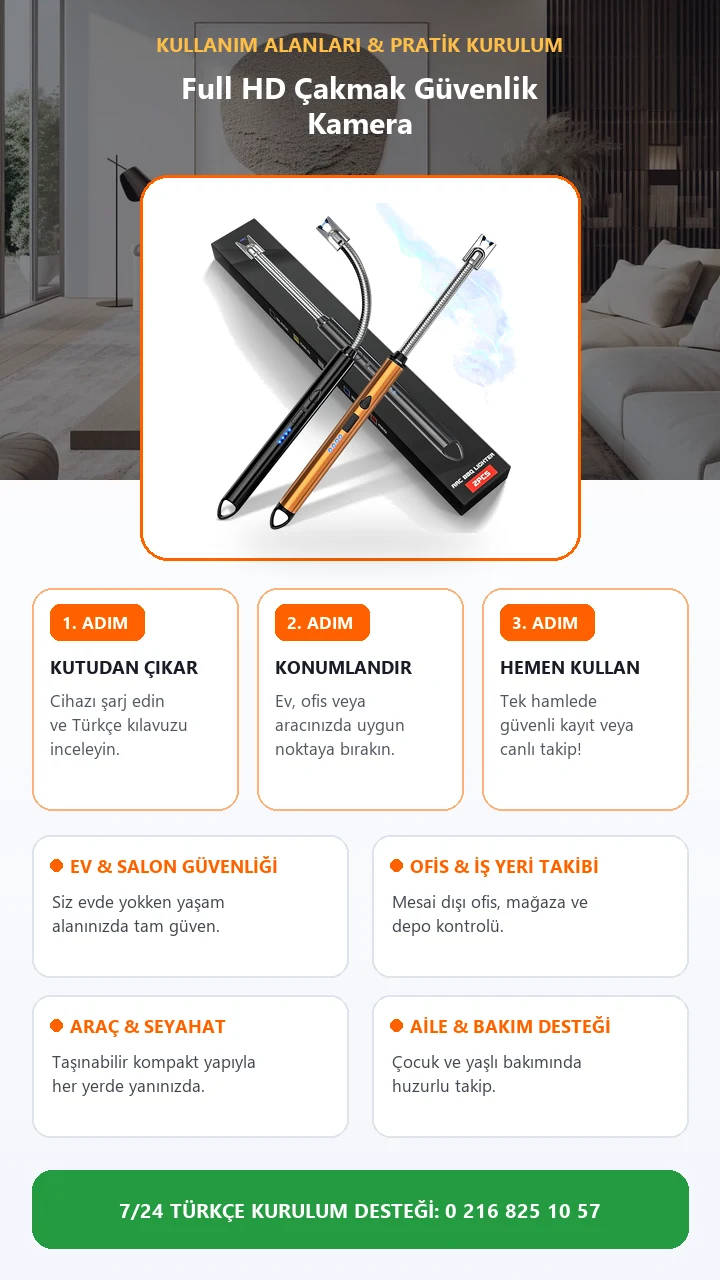 KULLANIM ALANLARI & PRATİK KURULUM
Full HD Çakmak Güvenlik
Kamera
ARC BBQ LIGHTER
2PCS
1. ADIM
KUTUDAN ÇIKAR
Cihazı şarj edin
ve Türkçe kılavuzu
inceleyin.
2. ADIM
KONUMLANDIR
Ev, ofis veya
aracınızda uygun
noktaya bırakın.
3. ADIM
HEMEN KULLAN
Tek hamlede
güvenli kayıt veya
canlı takip!
EV & SALON GÜVENLİĞİ
Siz evde yokken yaşam
alanınızda tam güven.
OFİS & İŞ YERİ TAKİBİ
Mesai dışı ofis, mağaza ve
depo kontrolü.
ARAÇ & SEYAHAT
Taşınabilir kompakt yapıyla
her yerde yanınızda.
AİLE & BAKIM DESTEĞİ
Çocuk ve yaşlı bakımında
huzurlu takip.
7/24 TÜRKÇE KURULUM DESTEĞİ: 0 216 825 10 57